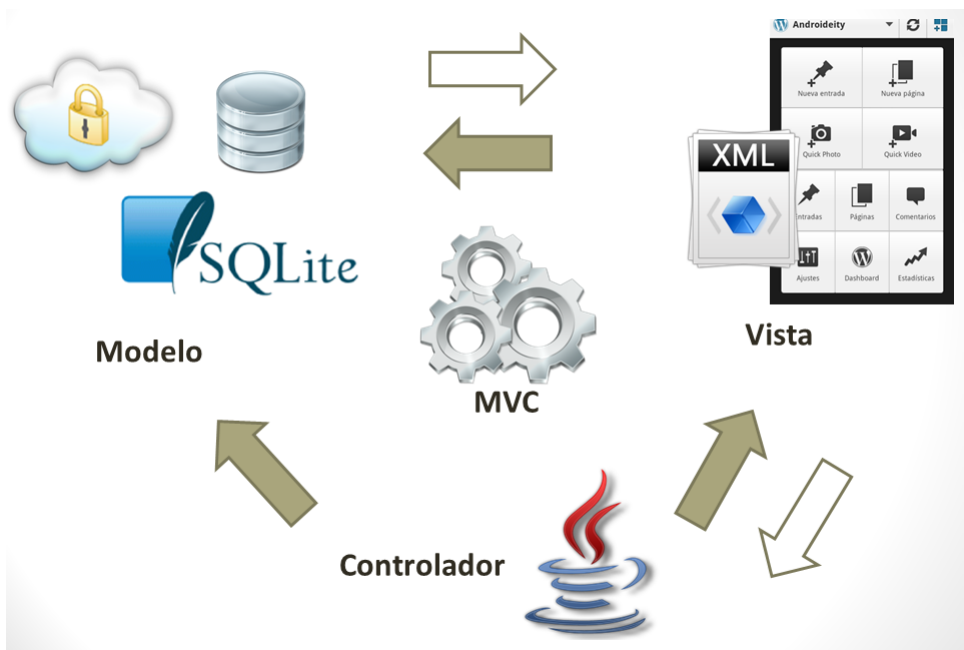 Androideity
Nueva entrada
Nueva página
Quick Photo
Quick Video
XML
Entradas
Páginas
Comentarios
Ajustes
Dashboard
Estadísticas
SQLite
Modelo
Vista
MVC
Controlador